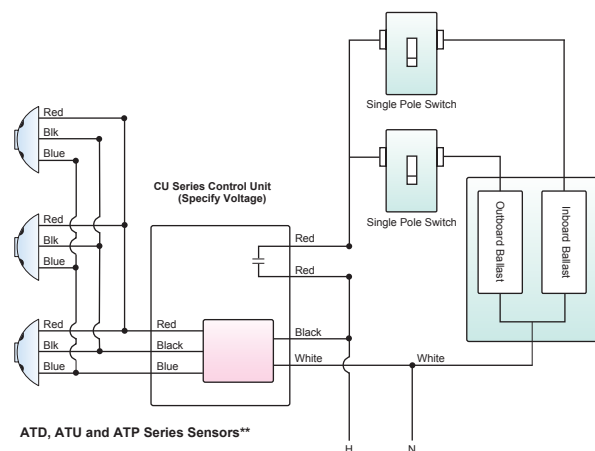 Single Pole Switch
Red
Blk
Blue
CU Series Control Unit
(Specify Voltage)
Single Pole Switch
Outboard Ballast
Inboard Ballast
Red
Blk
Blue
Red
Red
Red
Blk
Blue
Red
Black
Blue
Black
White
White
ATD, ATU and ATP Series Sensors**
H
N